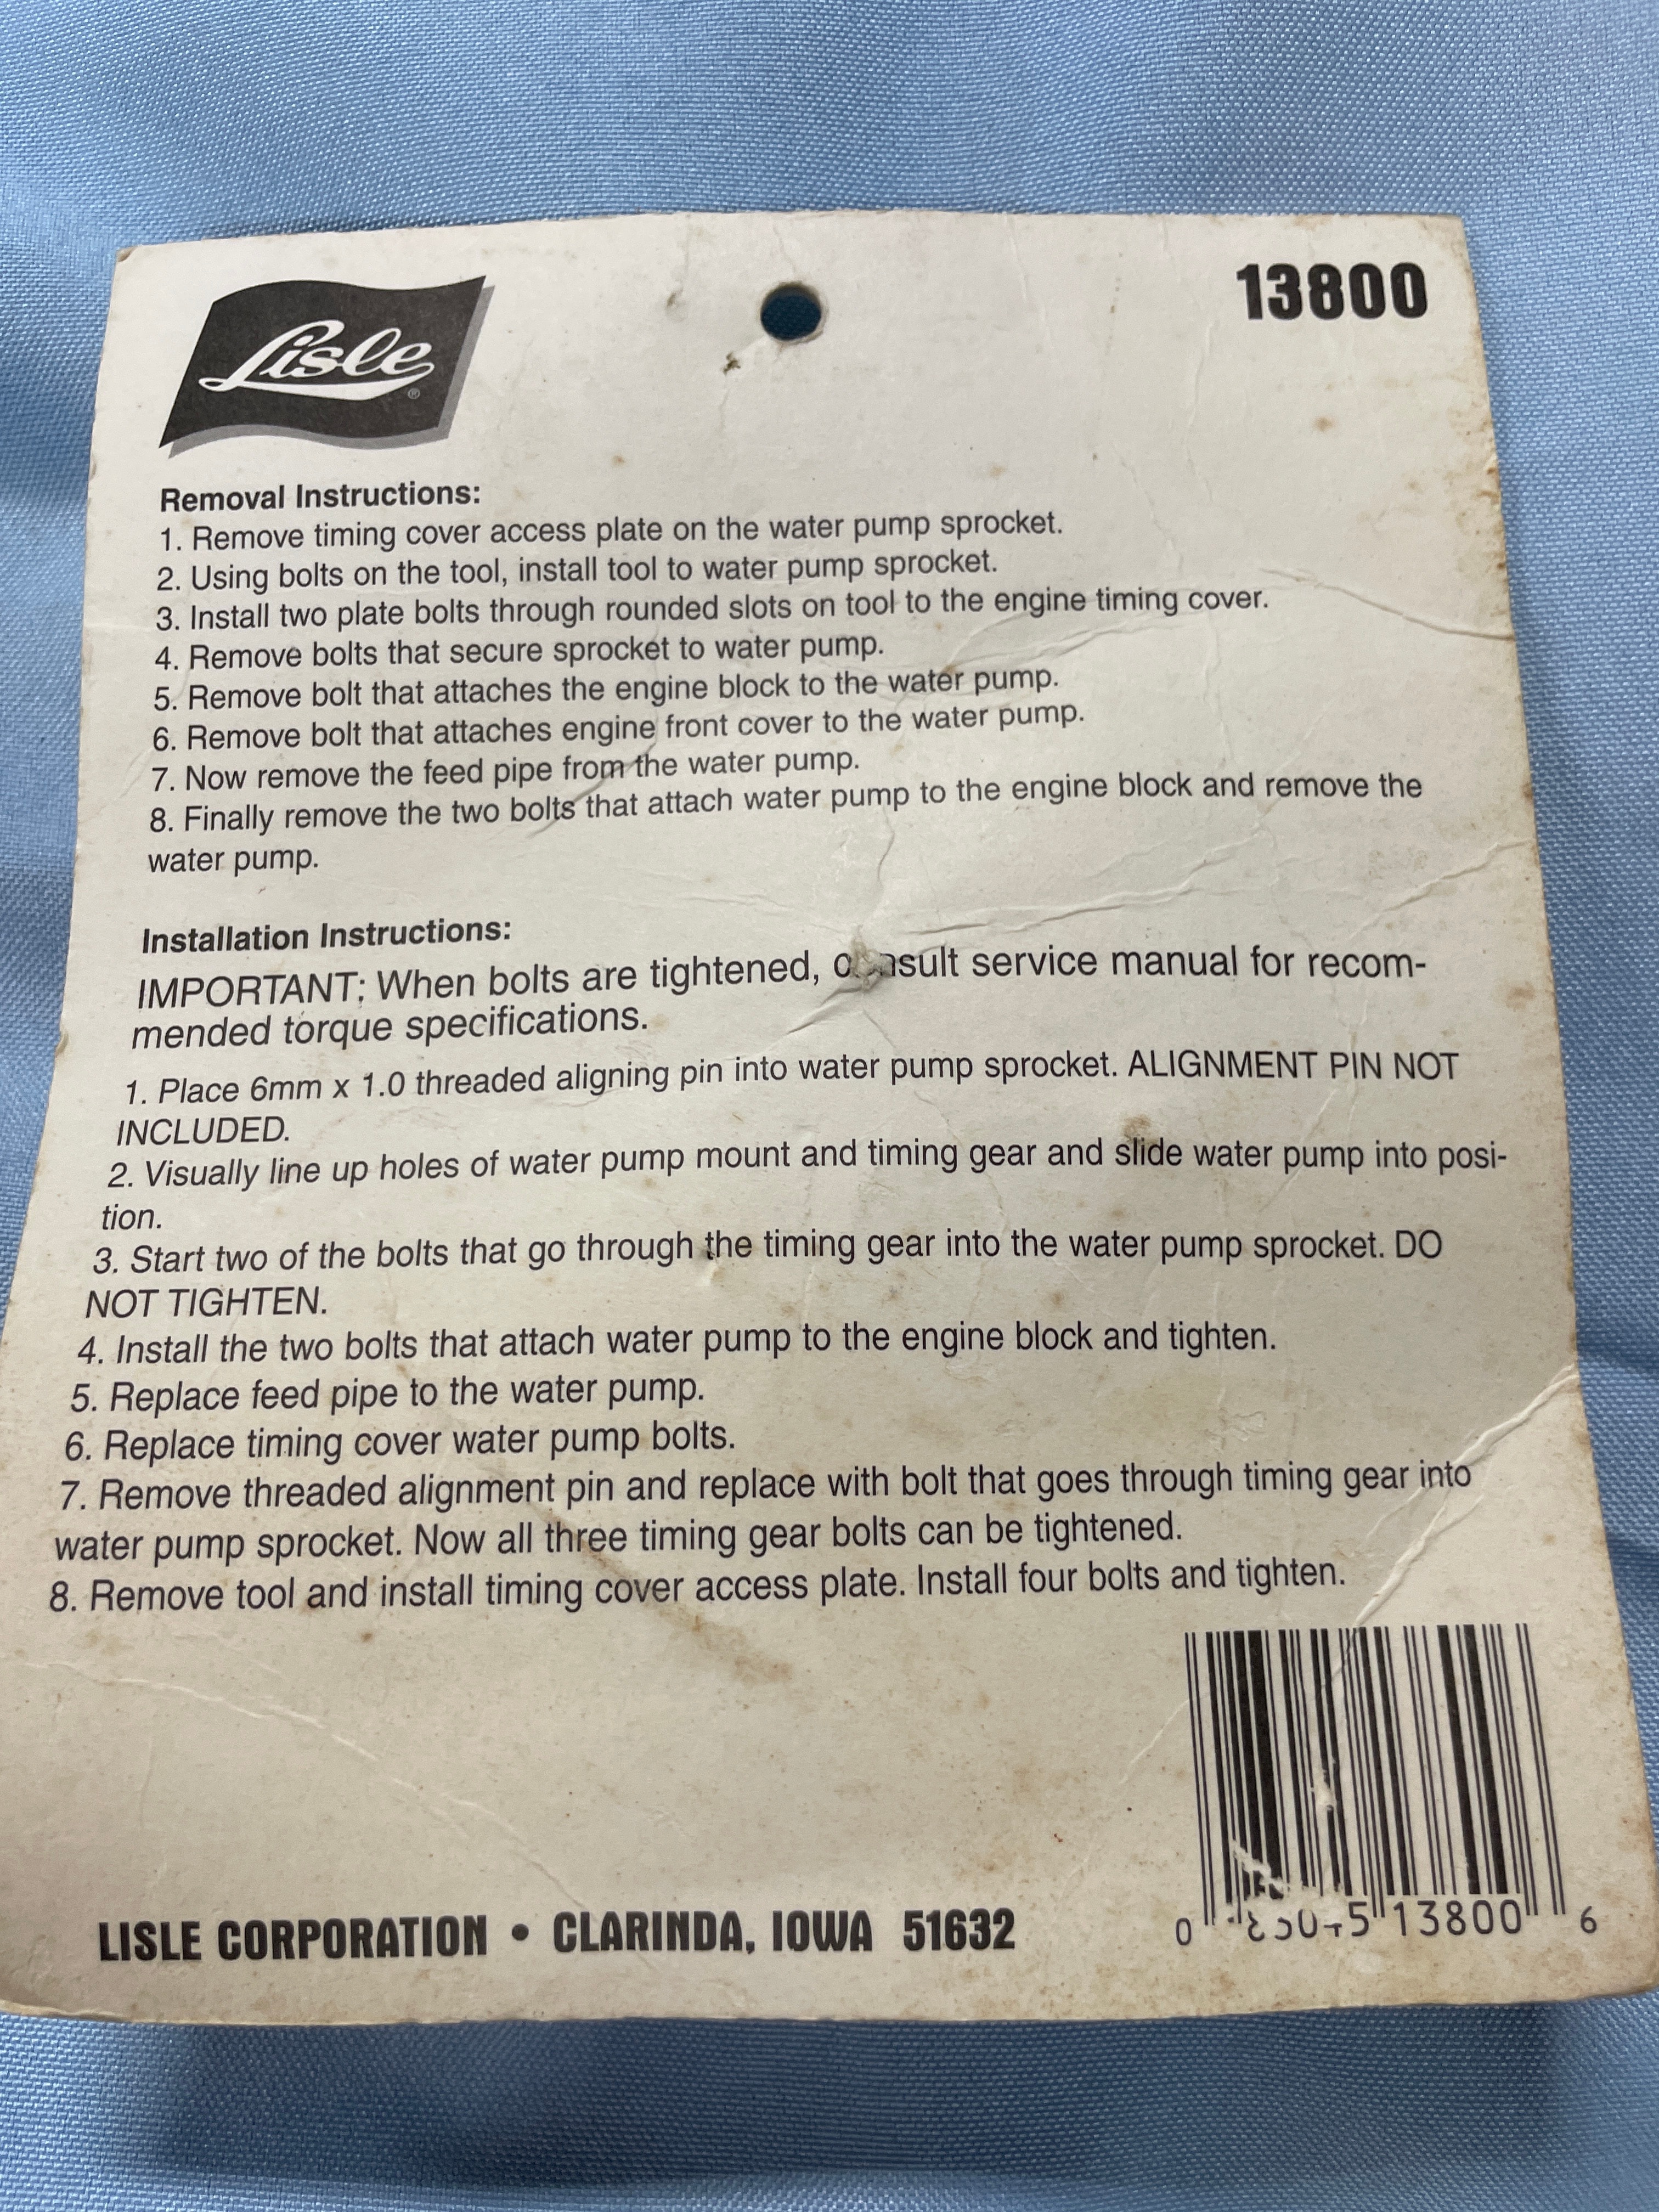 Lisle®
13800
Removal Instructions:
1. Remove timing cover access plate on the water pump sprocket.
2. Using bolts on the tool, install tool to water pump sprocket.
3. Install two plate bolts through rounded slots on tool to the engine timing cover.
4. Remove bolts that secure sprocket to water pump.
5. Remove bolt that attaches the engine block to the water pump.
6. Remove bolt that attaches engine front cover to the water pump.
7. Now remove the feed pipe from the water pump.
8. Finally remove the two bolts that attach water pump to the engine block and remove the
water pump.
Installation Instructions:
IMPORTANT; When bolts are tightened, consult service manual for recom-
mended torque specifications.
1. Place 6mm x 1.0 threaded aligning pin into water pump sprocket. ALIGNMENT PIN NOT
INCLUDED.
2. Visually line up holes of water pump mount and timing gear and slide water pump into posi-
tion.
3. Start two of the bolts that go through the timing gear into the water pump sprocket. DO
NOT TIGHTEN.
4. Install the two bolts that attach water pump to the engine block and tighten.
5. Replace feed pipe to the water pump.
6. Replace timing cover water pump bolts.
7. Remove threaded alignment pin and replace with bolt that goes through timing gear into
water pump sprocket. Now all three timing gear bolts can be tightened.
8. Remove tool and install timing cover access plate. Install four bolts and tighten.
LISLE CORPORATION • CLARINDA, IOWA 51632
0 13800 6